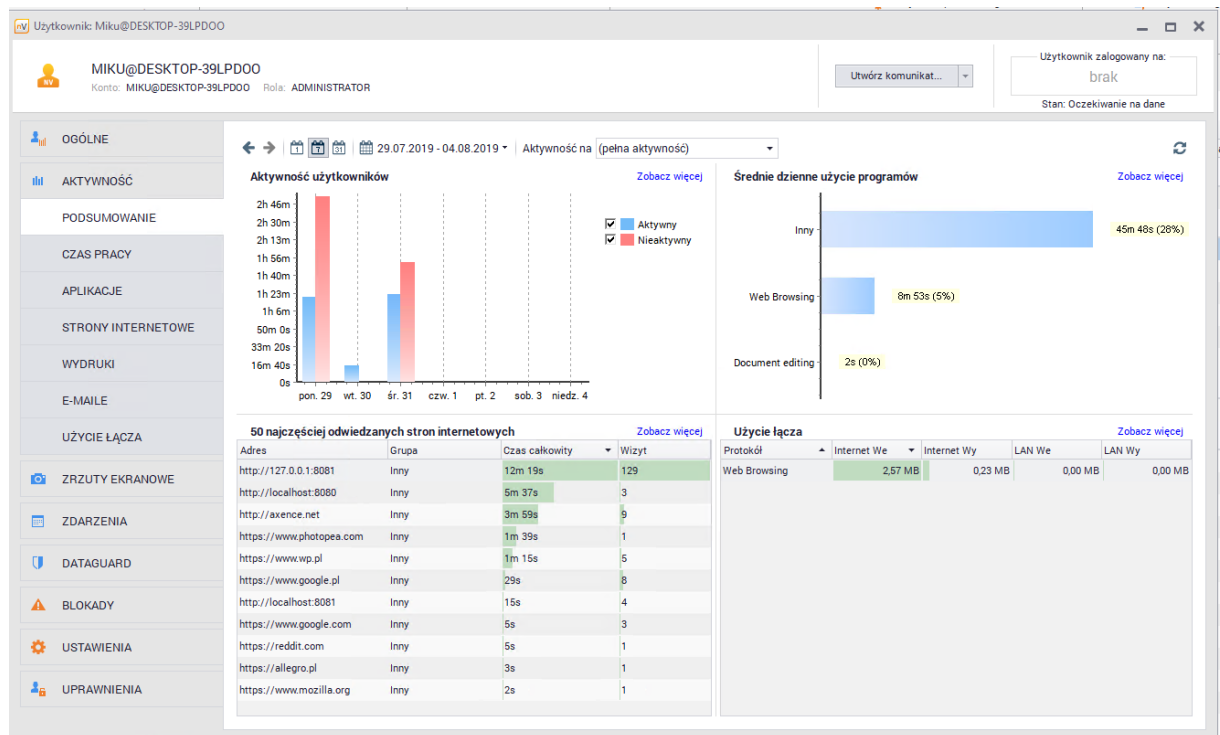 nV Użytkownik: Miku@DESKTOP-39LPDOO
NV
MIKU@DESKTOP-39LPDOO
Konto: MIKU@DESKTOP-39LPDOO Rola: ADMINISTRATOR
Utwórz komunikat...
Użytkownik zalogowany na:
brak
Stan: Oczekiwanie na dane
OGÓLNE
AKTYWNOŚĆ
PODSUMOWANIE
CZAS PRACY
APLIKACJE
STRONY INTERNETOWE
WYDRUKI
E-MAILE
UŻYCIE ŁĄCZA
ZRZUTY EKRANOWE
ZDARZENIA
DATAGUARD
BLOKADY
USTAWIENIA
UPRAWNIENIA
1 7 31 29.07.2019 - 04.08.2019 Aktywność na (pełna aktywność)
Aktywność użytkowników Zobacz więcej
2h 46m
2h 30m
2h 13m
1h 56m
1h 40m
1h 23m
1h 6m
50m 0s
33m 20s
16m 40s
0s
pon. 29 wt. 30 śr. 31 czw. 1 pt. 2 sob. 3 niedz. 4
Aktywny
Nieaktywny
Średnie dzienne użycie programów Zobacz więcej
Inny 45m 48s (28%)
Web Browsing 8m 53s (5%)
Document editing 2s (0%)
50 najczęściej odwiedzanych stron internetowych Zobacz więcej
Adres Grupa Czas całkowity Wizyt
http://127.0.0.1:8081 Inny 12m 19s 129
http://localhost:8080 Inny 5m 37s 3
http://axence.net Inny 3m 59s 9
https://www.photopea.com Inny 1m 39s 1
https://www.wp.pl Inny 1m 15s 5
https://www.google.pl Inny 29s 8
http://localhost:8081 Inny 15s 4
https://www.google.com Inny 5s 3
https://reddit.com Inny 5s 1
https://allegro.pl Inny 3s 1
https://www.mozilla.org Inny 2s 1
Użycie łącza Zobacz więcej
Protokół Internet We Internet Wy LAN We LAN Wy
Web Browsing 2,57 MB 0,23 MB 0,00 MB 0,00 MB